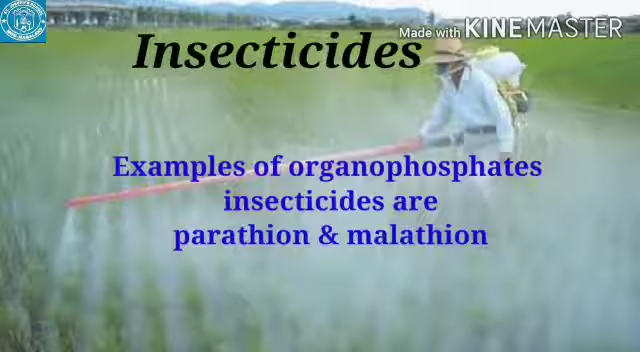 Made with KINEMASTER
Insecticides
Examples of organophosphates
insecticides are
parathion & malathion